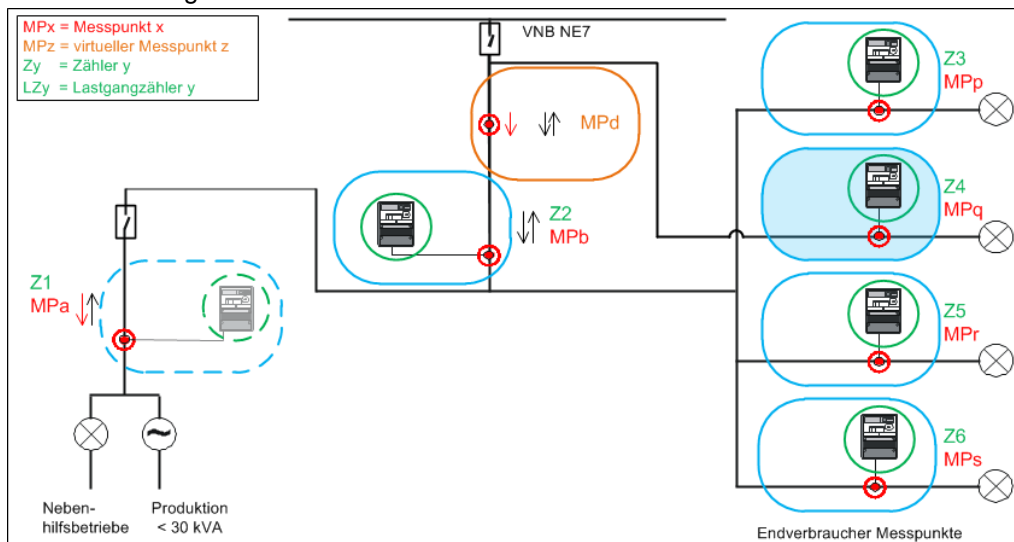 MPx = Messpunkt x
MPz = virtueller Messpunkt z
Zy = Zähler y
LZy = Lastgangzähler y
VNB NE7
MPd
Z2
MPb
Z1
MPa
Z3
MPp
Z4
MPq
Z5
MPr
Z6
MPs
Neben-
hilfsbetriebe
Produktion
< 30 kVA
Endverbraucher Messpunkte